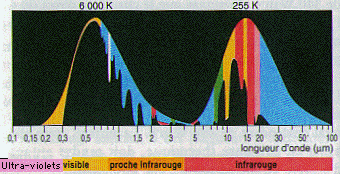 6 000 K 255 K
0,1 0,15 0,2 0,3 0,5 1 1,5 2 3 4 5 10 15 20 30 50 100
longueur d'onde (µm)
Ultra-violets visible proche Infrarouge infrarouge